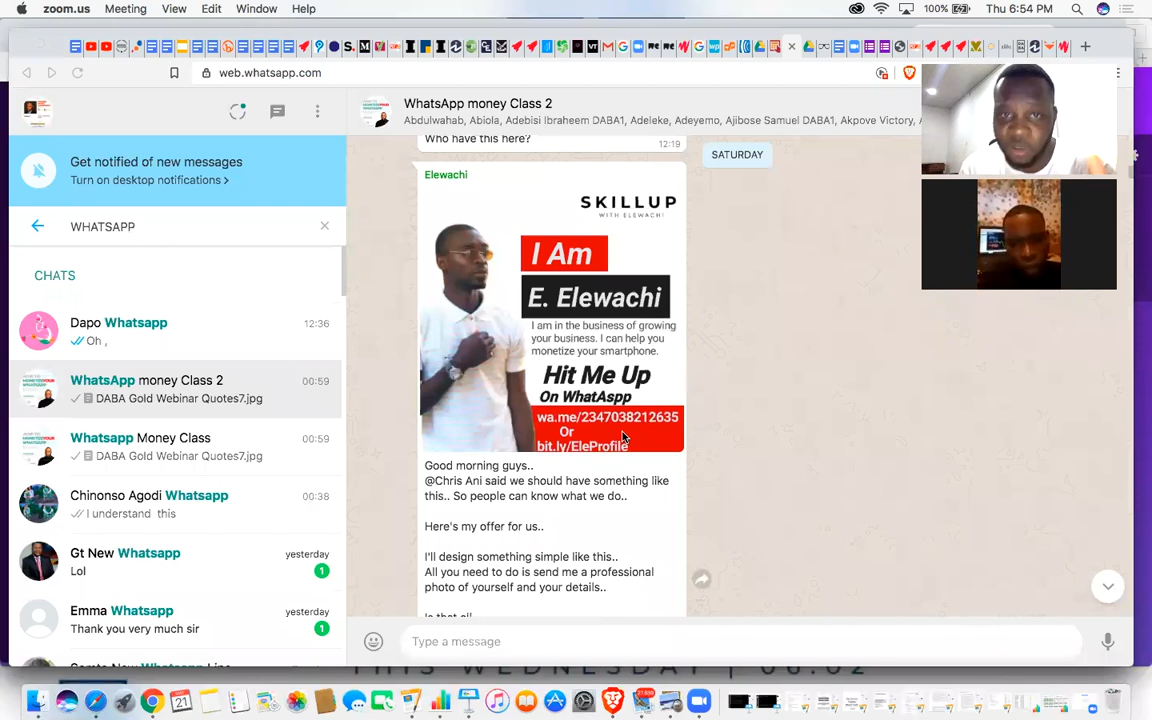 zoom.us Meeting View Edit Window Help 100% Thu 6:54 PM
web.whatsapp.com
Get notified of new messages
Turn on desktop notifications >
WHATSAPP
CHATS
Dapo Whatsapp 12:36
Oh ,
WhatsApp money Class 2 00:59
DABA Gold Webinar Quotes7.jpg
Whatsapp Money Class 00:59
DABA Gold Webinar Quotes7.jpg
Chinonso Agodi Whatsapp 00:38
I understand this
Gt New Whatsapp yesterday
Lol 1
Emma Whatsapp yesterday
Thank you very much sir 1
WhatsApp money Class 2
Abdulwahab, Abiola, Adebisi Ibraheem DABA1, Adeleke, Adeyemo, Ajibose Samuel DABA1, Akpove Victory,
Who have this here? 12:19
SATURDAY
Elewachi
SKILLUP
WITH ELEWACHI
I Am
E. Elewachi
I am in the business of growing
your business. I can help you
monetize your smartphone.
Hit Me Up
On WhatAspp
wa.me/2347038212635
Or
bit.ly/EleProfile
Good morning guys..
@Chris Ani said we should have something like
this.. So people can know what we do..
Here's my offer for us..
I'll design something simple like this..
All you need to do is send me a professional
photo of yourself and your details..
Type a message
THIS WEDNESDAY | 06:02